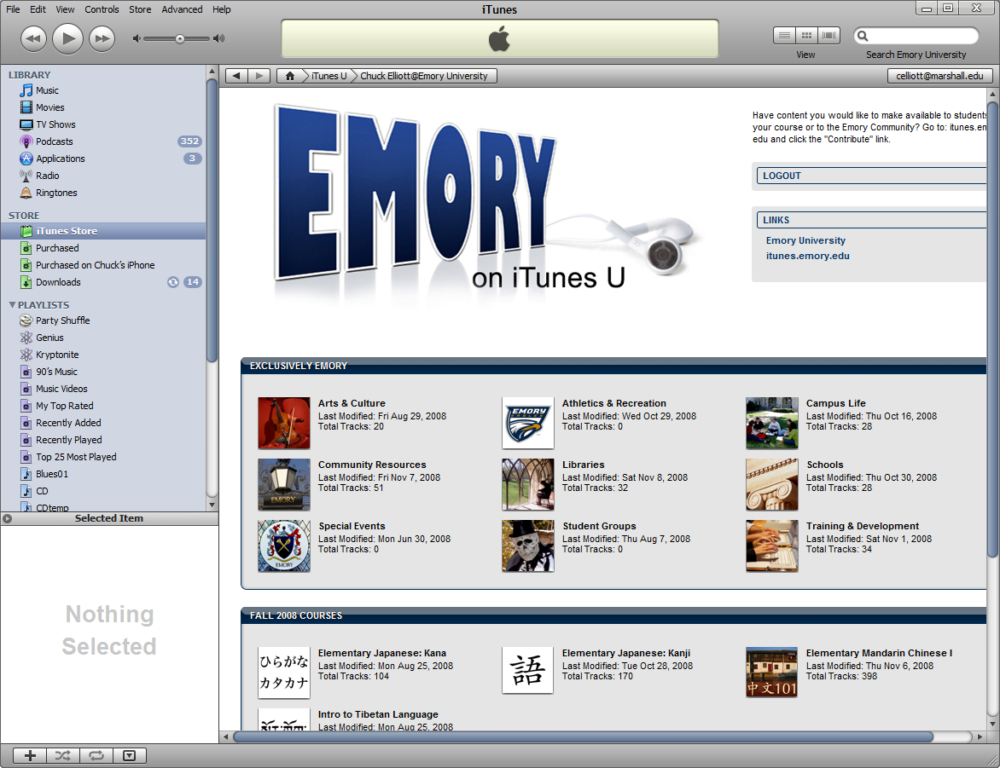 iTunes
File Edit View Controls Store Advanced Help
View
Search Emory University
LIBRARY
Music
Movies
TV Shows
Podcasts 352
Applications 3
Radio
Ringtones
STORE
iTunes Store
Purchased
Purchased on Chuck's iPhone
Downloads 14
PLAYLISTS
Party Shuffle
Genius
Kryptonite
90's Music
Music Videos
My Top Rated
Recently Added
Recently Played
Top 25 Most Played
Blues01
CD
CDtemp
Selected Item
Nothing
Selected
iTunes U Chuck Elliott@Emory University
celliott@marshall.edu
EMORY
on iTunes U
Have content you would like to make available to students
your course or to the Emory Community? Go to: itunes.em
edu and click the "Contribute" link.
LOGOUT
LINKS
Emory University
itunes.emory.edu
EXCLUSIVELY EMORY
Arts & Culture
Last Modified: Fri Aug 29, 2008
Total Tracks: 20
EMORY
EAGLES
Athletics & Recreation
Last Modified: Wed Oct 29, 2008
Total Tracks: 0
Campus Life
Last Modified: Thu Oct 16, 2008
Total Tracks: 28
EMORY
Community Resources
Last Modified: Fri Nov 7, 2008
Total Tracks: 51
Libraries
Last Modified: Sat Nov 8, 2008
Total Tracks: 32
Schools
Last Modified: Thu Oct 30, 2008
Total Tracks: 28
EMORY
Special Events
Last Modified: Mon Jun 30, 2008
Total Tracks: 0
Student Groups
Last Modified: Thu Aug 7, 2008
Total Tracks: 0
Training & Development
Last Modified: Sat Nov 1, 2008
Total Tracks: 34
FALL 2008 COURSES
ひらがな
カタカナ
Elementary Japanese: Kana
Last Modified: Mon Aug 25, 2008
Total Tracks: 104
語
Elementary Japanese: Kanji
Last Modified: Tue Oct 28, 2008
Total Tracks: 170
中文101
Elementary Mandarin Chinese I
Last Modified: Thu Nov 6, 2008
Total Tracks: 398
Intro to Tibetan Language
Last Modified: Mon Aug 25, 2008